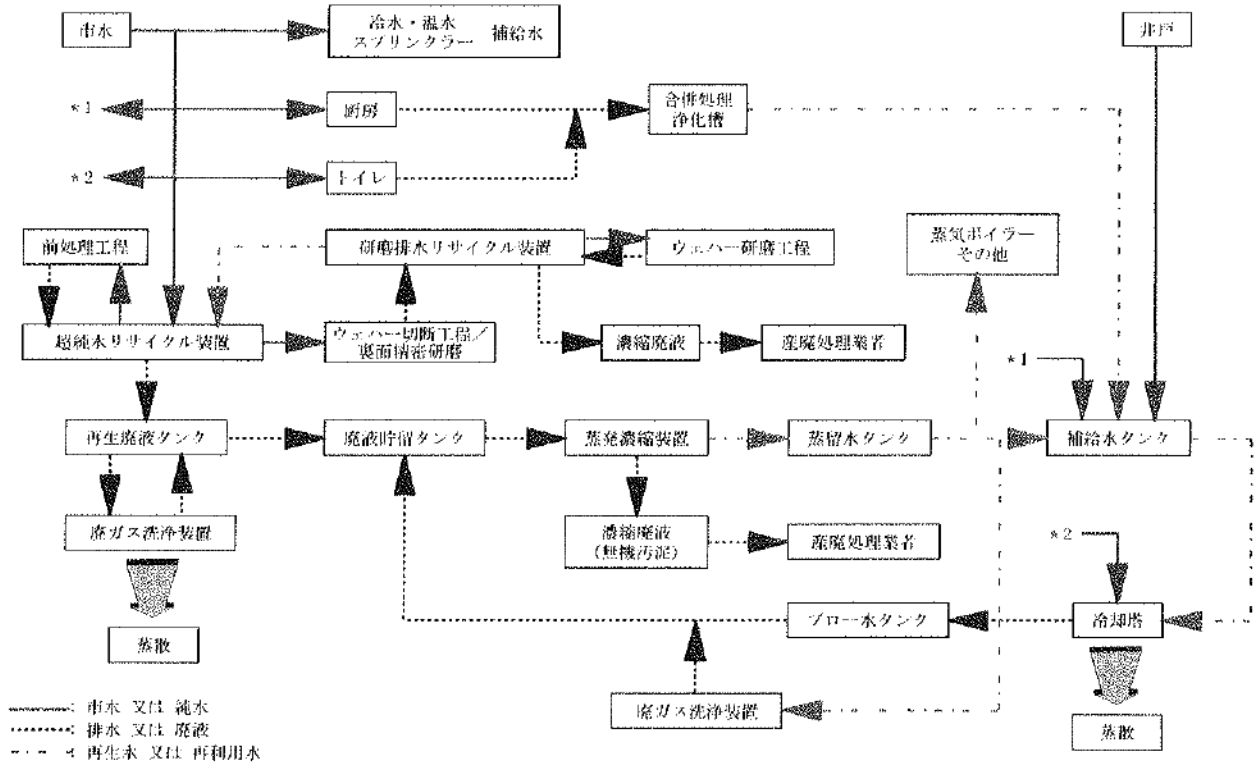 市水
冷水・温水
スプリンクラー 補給水
井戸
*1
厨房
合排処理
浄化槽
*2
トイレ
前処理工程
研磨排水リサイクル装置
ウェハー研磨工程
蒸気ボイラー
その他
超純水リサイクル装置
ウェハー切断工程/
裏面精密研磨
濃縮廃液
産廃処理業者
*1
再生廃液タンク
廃液貯留タンク
蒸発濃縮装置
蒸留水タンク
補給水タンク
廃ガス洗浄装置
濃縮廃液
(無機汚泥)
産廃処理業者
*2
ブロー水タンク
冷却塔
蒸散
廃ガス洗浄装置
蒸散
: 市水 又は 純水
: 排水 又は 廃液
: 再生水 又は 再利用水